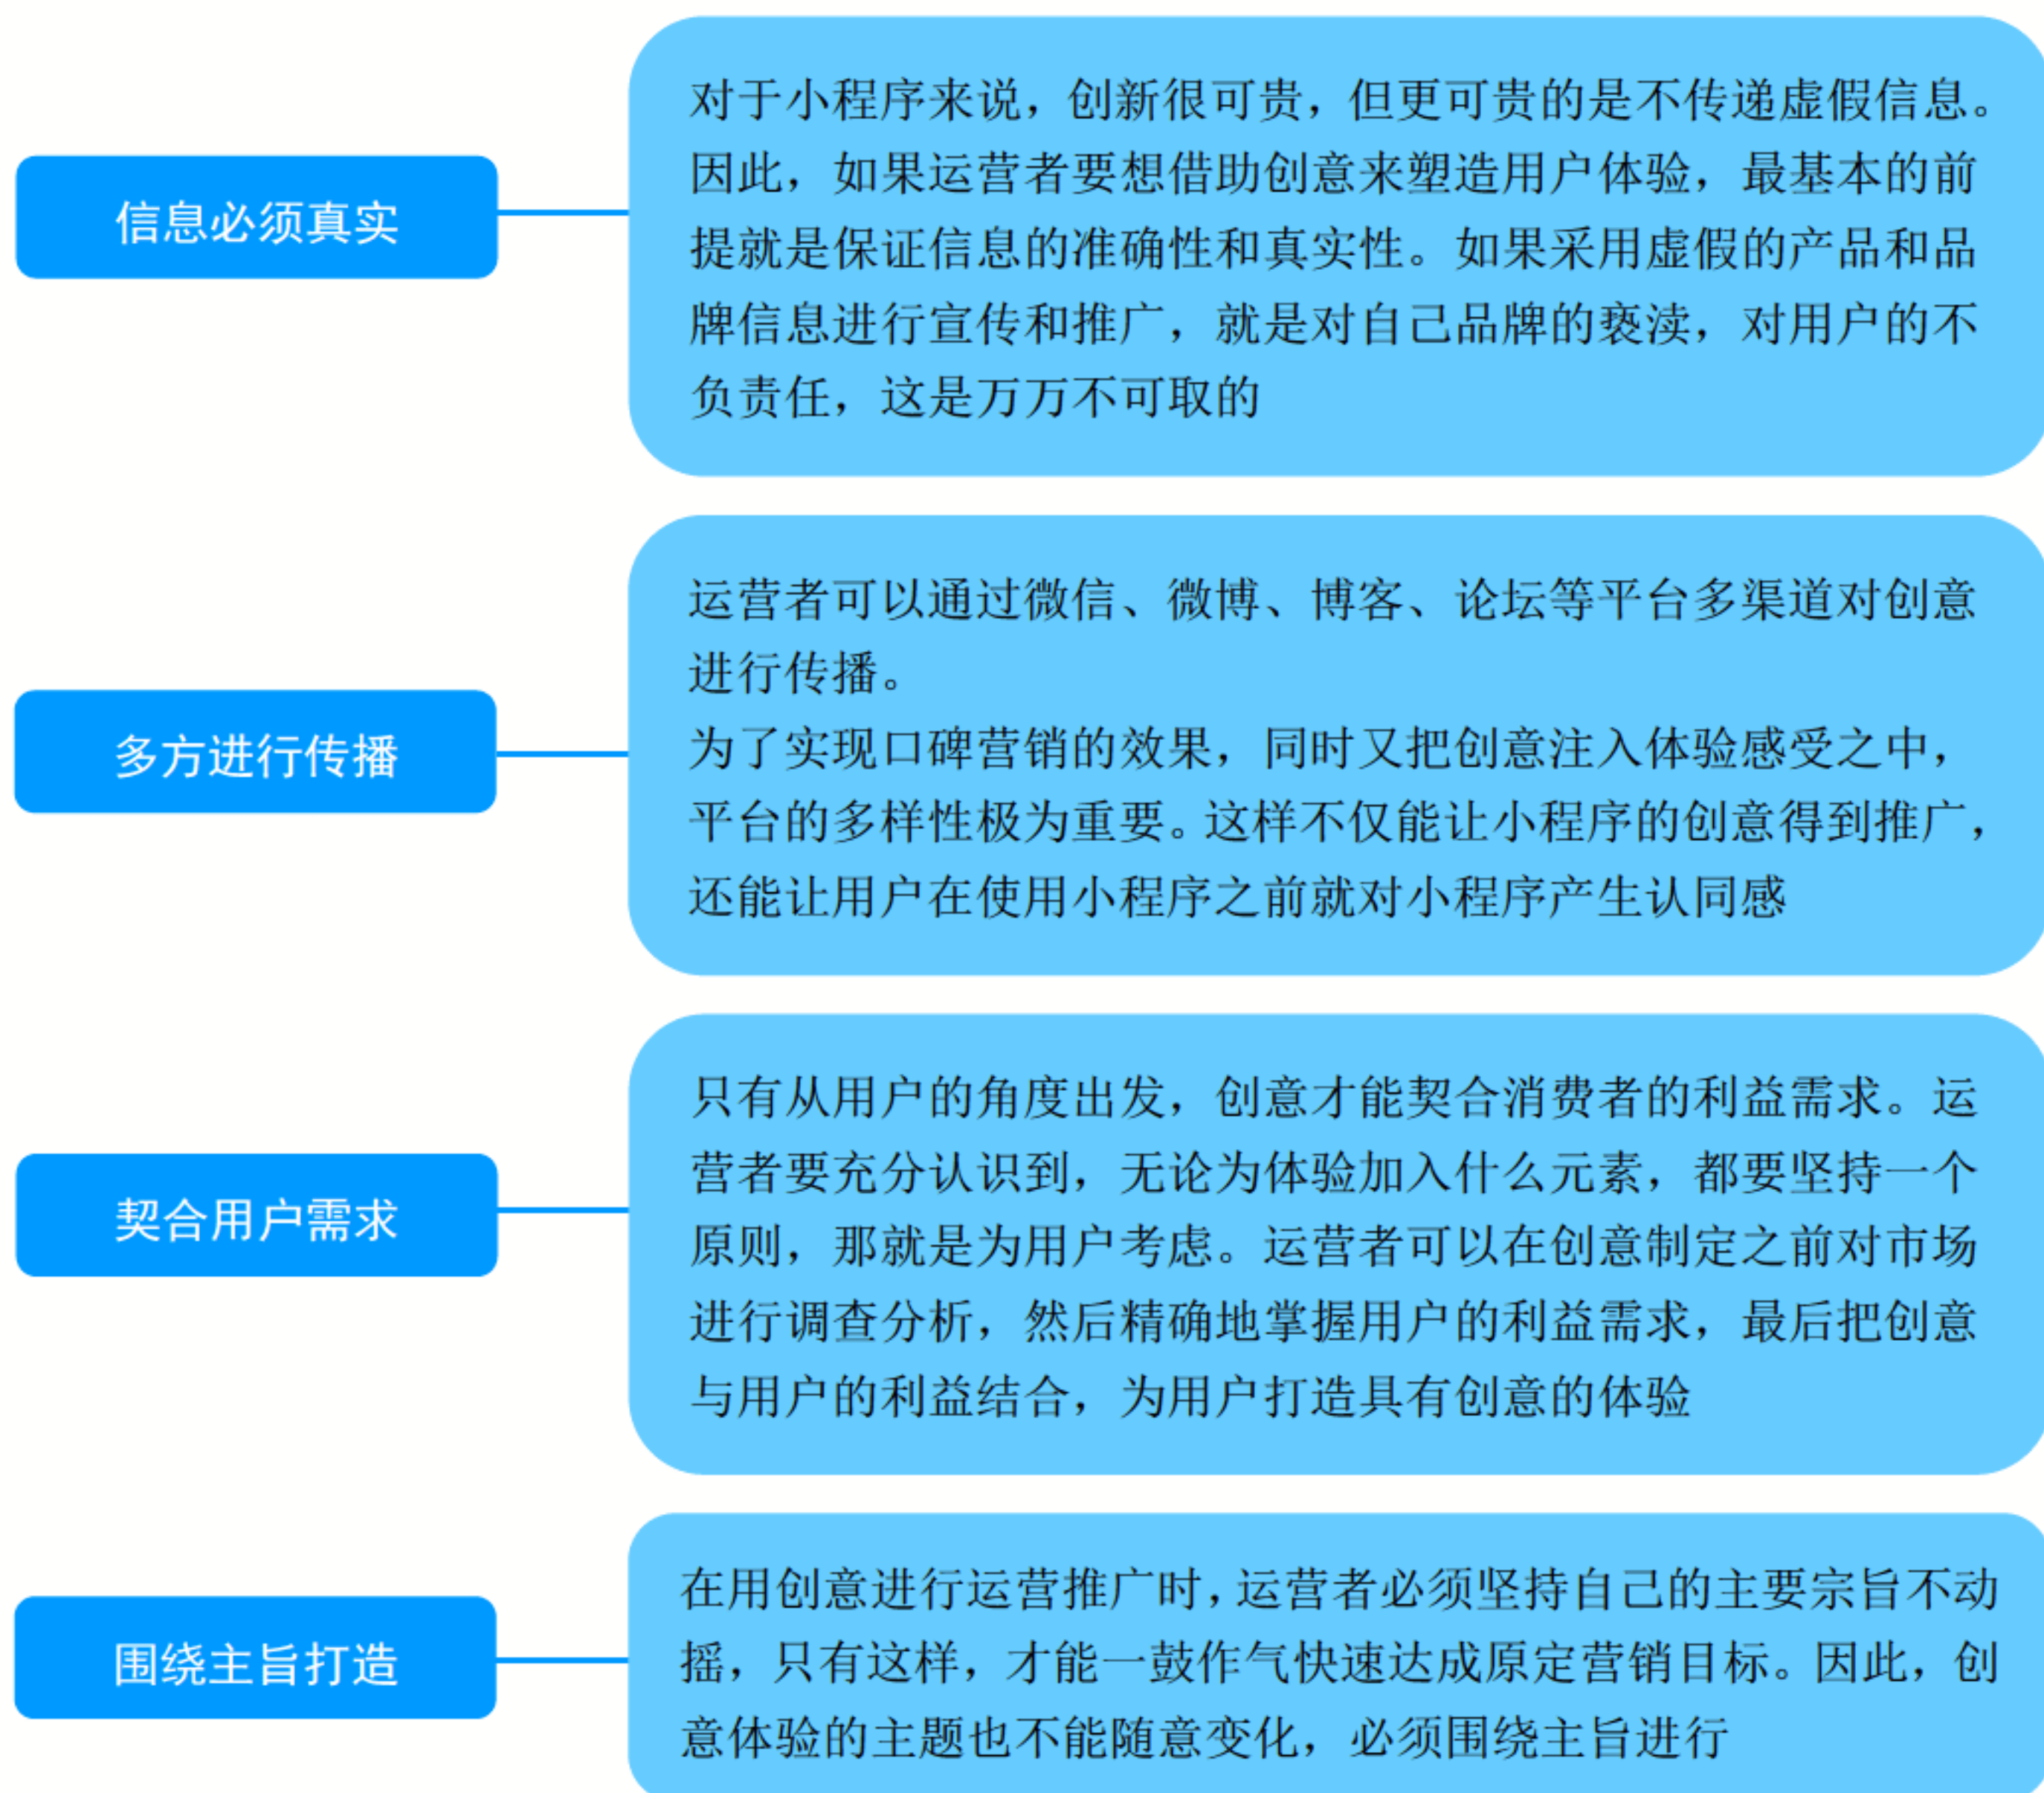 信息必须真实
对于小程序来说，创新很可贵，但更可贵的是不传递虚假信息。
因此，如果运营者要想借助创意来塑造用户体验，最基本的前
提就是保证信息的准确性和真实性。如果采用虚假的产品和品
牌信息进行宣传和推广，就是对自己品牌的亵渎，对用户的不
负责任，这是万万不可取的
多方进行传播
运营者可以通过微信、微博、博客、论坛等平台多渠道对创意
进行传播。
为了实现口碑营销的效果，同时又把创意注入体验感受之中，
平台的多样性极为重要。这样不仅能让小程序的创意得到推广，
还能让用户在使用小程序之前就对小程序产生认同感
契合用户需求
只有从用户的角度出发，创意才能契合消费者的利益需求。运
营者要充分认识到，无论为体验加入什么元素，都要坚持一个
原则，那就是为用户考虑。运营者可以在创意制定之前对市场
进行调查分析，然后精确地掌握用户的利益需求，最后把创意
与用户的利益结合，为用户打造具有创意的体验
围绕主旨打造
在用创意进行运营推广时，运营者必须坚持自己的主要宗旨不动
摇，只有这样，才能一鼓作气快速达成原定营销目标。因此，创
意体验的主题也不能随意变化，必须围绕主旨进行